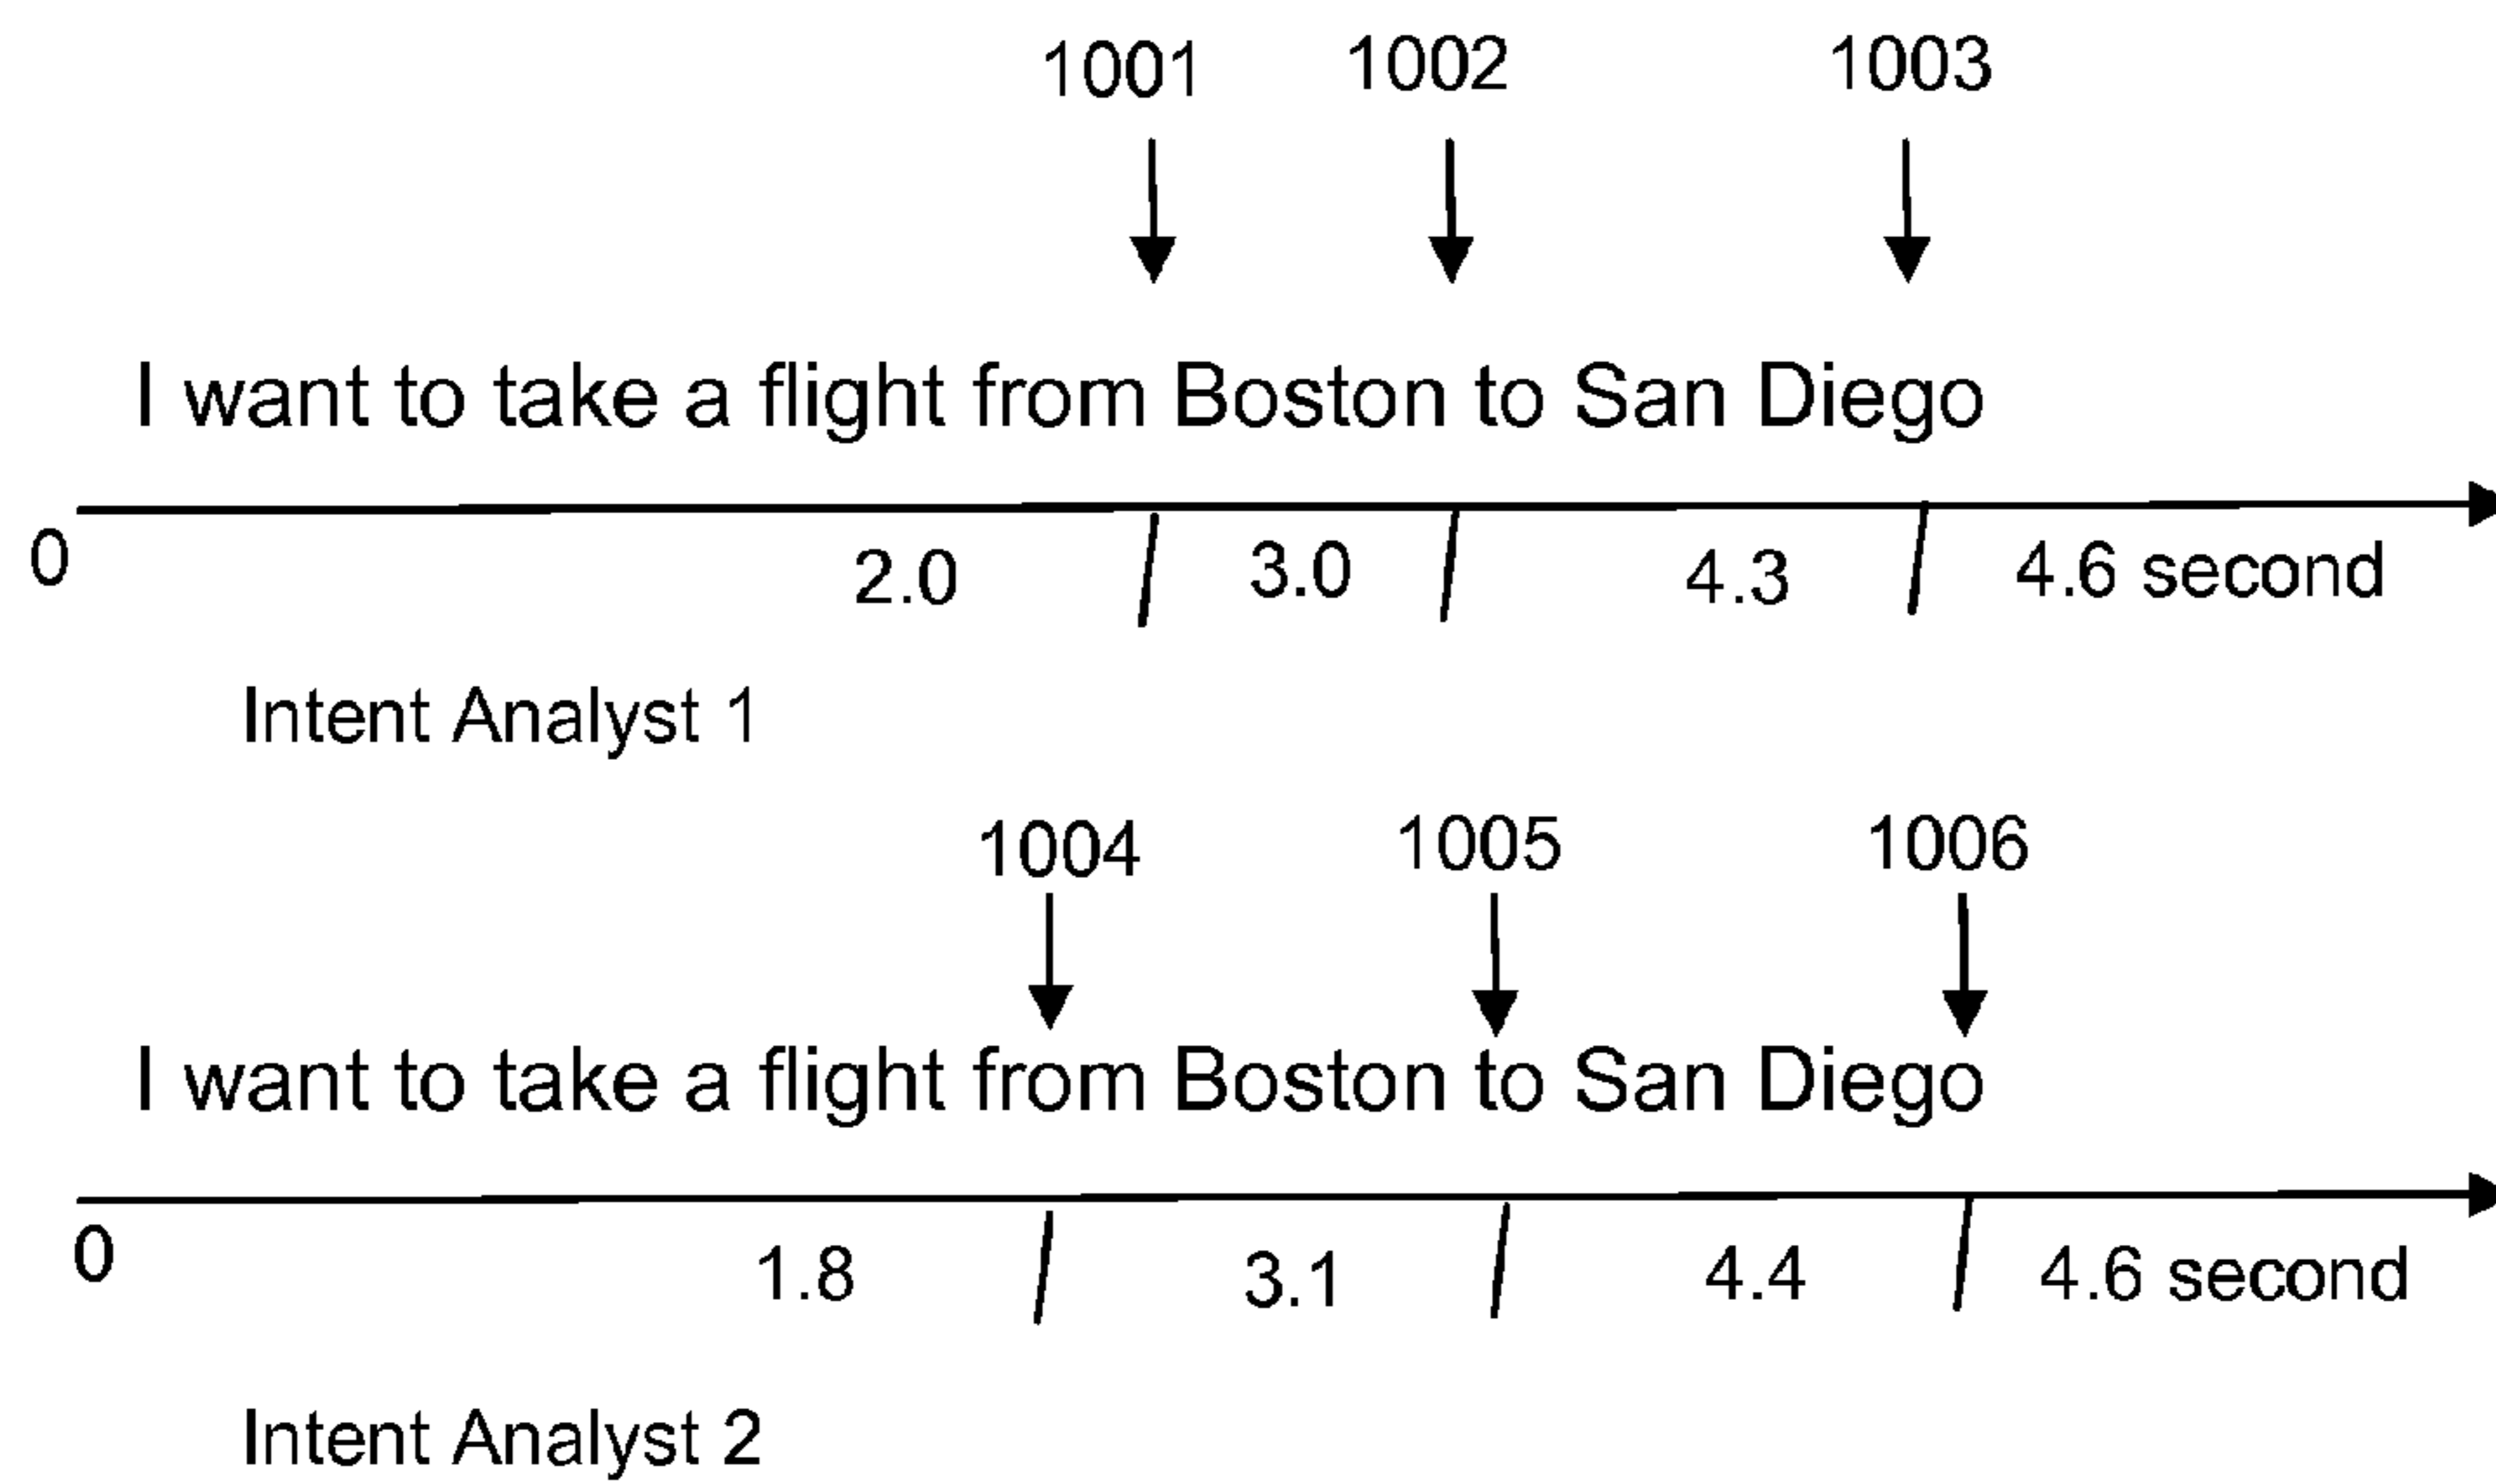 1001 1002 1003
I want to take a flight from Boston to San Diego
0 2.0 3.0 4.3 4.6 second
Intent Analyst 1
1004 1005 1006
I want to take a flight from Boston to San Diego
0 1.8 3.1 4.4 4.6 second
Intent Analyst 2